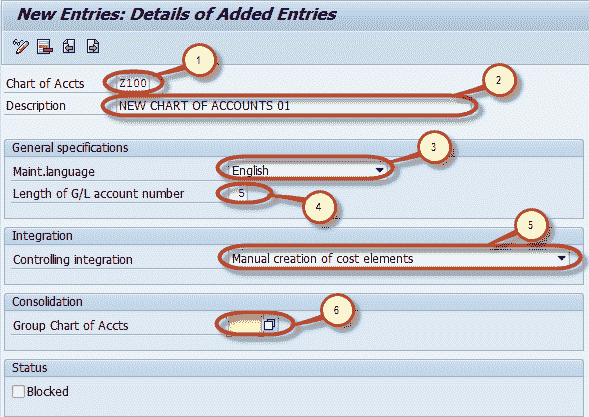 New Entries: Details of Added Entries
1
Chart of Accts Z100
2
Description NEW CHART OF ACCOUNTS 01
General specifications
3
Maint.language English
Length of G/L account number 5
4
5
Integration
Controlling integration Manual creation of cost elements
Consolidation
6
Group Chart of Accts
Status
Blocked